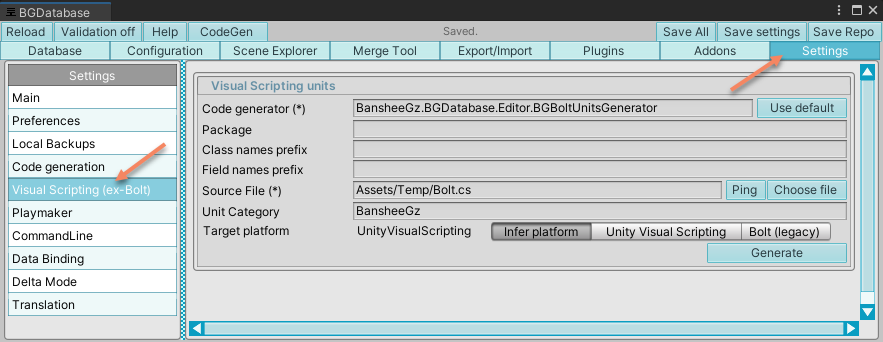 BGDatabase
Reload Validation off Help CodeGen Saved. Save All Save settings Save Repo
Database Configuration Scene Explorer Merge Tool Export/Import Plugins Addons Settings
Settings
Main
Preferences
Local Backups
Code generation
Visual Scripting (ex-Bolt)
Playmaker
CommandLine
Data Binding
Delta Mode
Translation
Visual Scripting units
Code generator (*) BansheeGz.BGDatabase.Editor.BGBoltUnitsGenerator Use default
Package
Class names prefix
Field names prefix
Source File (*) Assets/Temp/Bolt.cs Ping Choose file
Unit Category BansheeGz
Target platform UnityVisualScripting Infer platform Unity Visual Scripting Bolt (legacy)
Generate